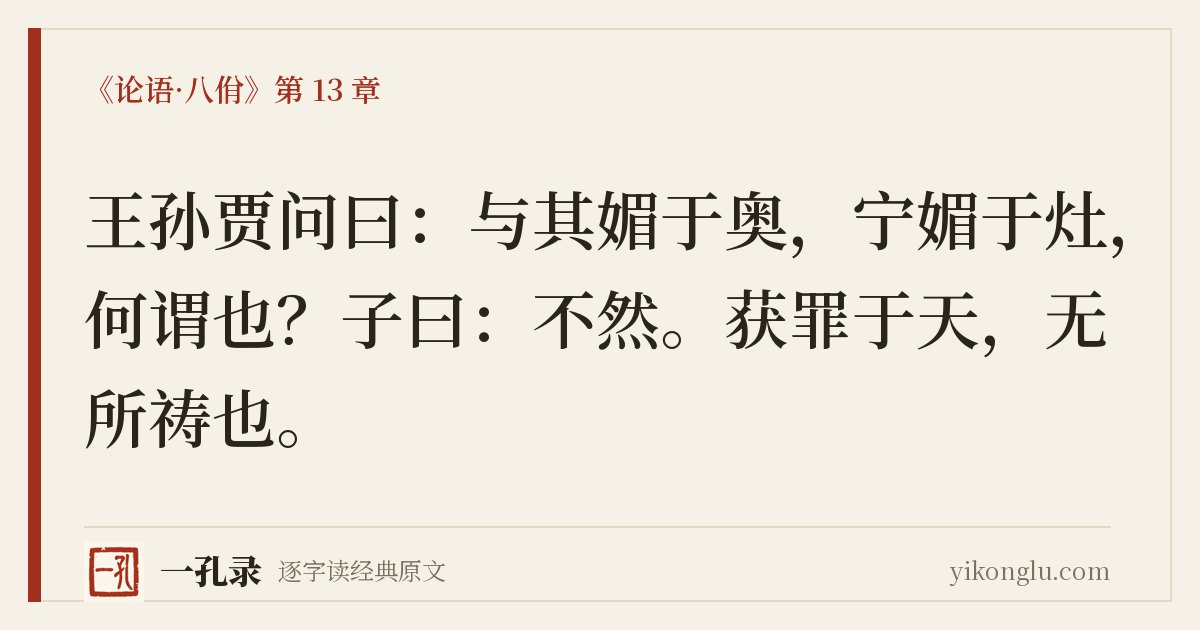 《论语·八佾》第 13 章
王孙贾问曰：与其媚于奥，宁媚于灶，
何谓也？子曰：不然。获罪于天，无
所祷也。
一孔
一孔录 逐字读经典原文 yikonglu.com